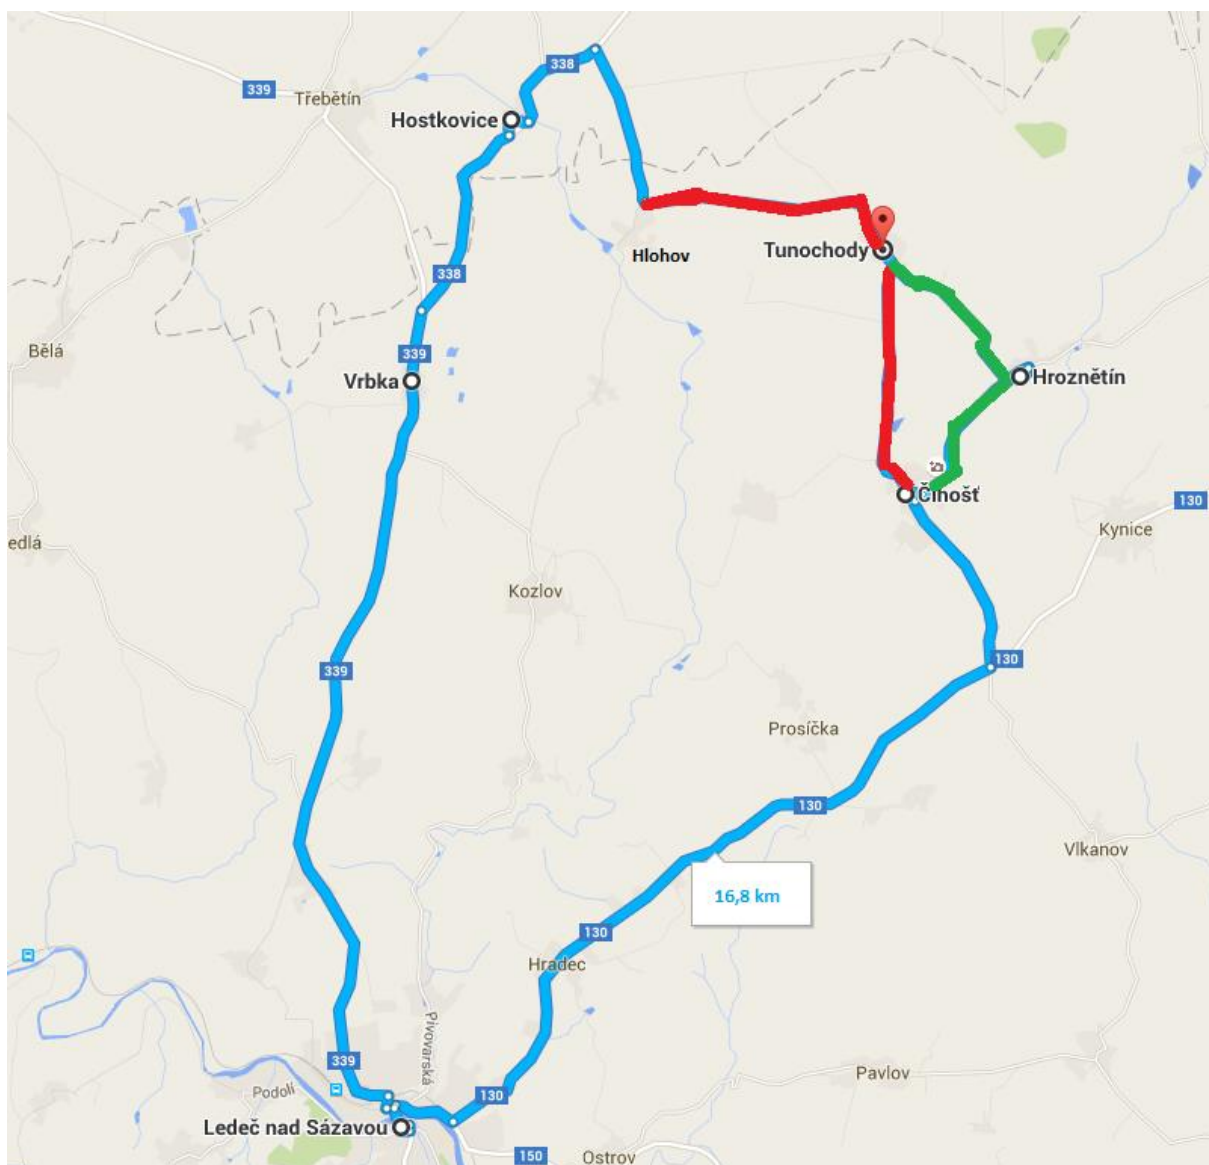 338
339
Třebětín
Hostkovice
Tunochody
Hlohov
338
Bělá
339
Vrbka
Hroznětín
Číhošť
130
Kynice
edlá
Kozlov
130
339
Prosíčka
130
Vlkanov
16,8 km
130
Hradec
Pivovarská
339
Pavlov
Podolí
130
Ledeč nad Sázavou
150
Ostrov